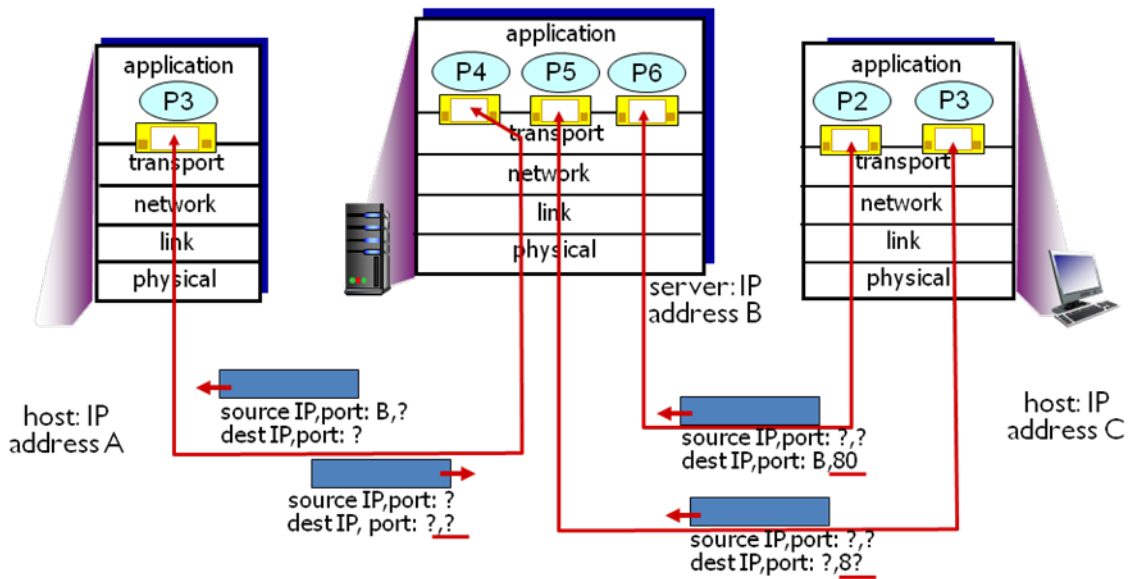 application
P3
transport
network
link
physical
host: IP
address A
application
P4 P5 P6
transport
network
link
physical
server: IP
address B
application
P2 P3
transport
network
link
physical
host: IP
address C
source IP,port: B,?
dest IP,port: ?
source IP,port: ?
dest IP, port: ?,?
source IP,port: ?,?
dest IP,port: B,80
source IP,port: ?,?
dest IP,port: ?,8?